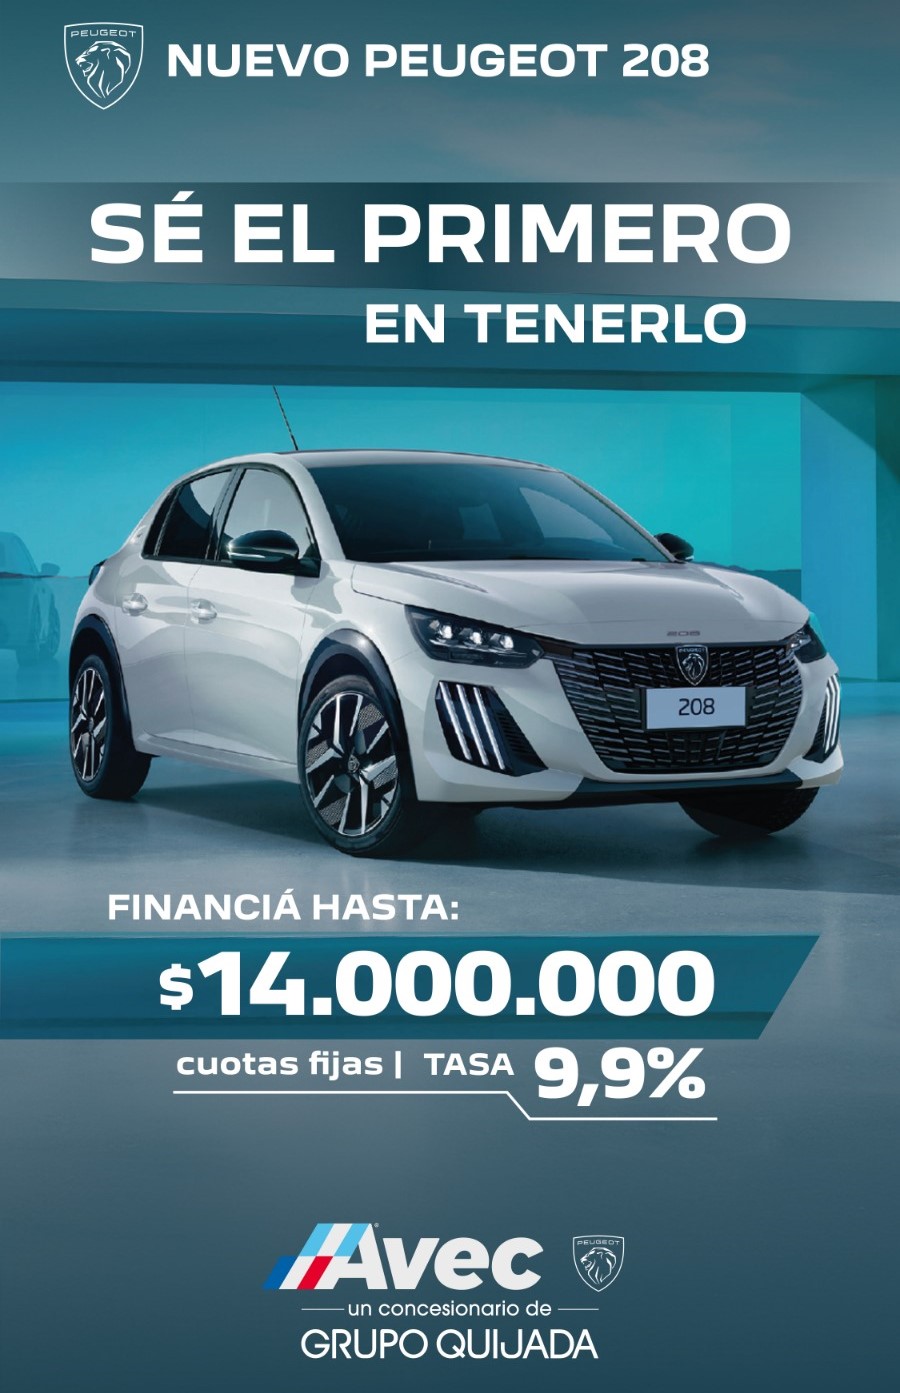 PEUGEOT
NUEVO PEUGEOT 208
SÉ EL PRIMERO
EN TENERLO
208
PEUGEOT
208
FINANCIÁ HASTA:
$14.000.000
cuotas fijas | TASA 9,9%
Avec
PEUGEOT
un concesionario de
GRUPO QUIJADA